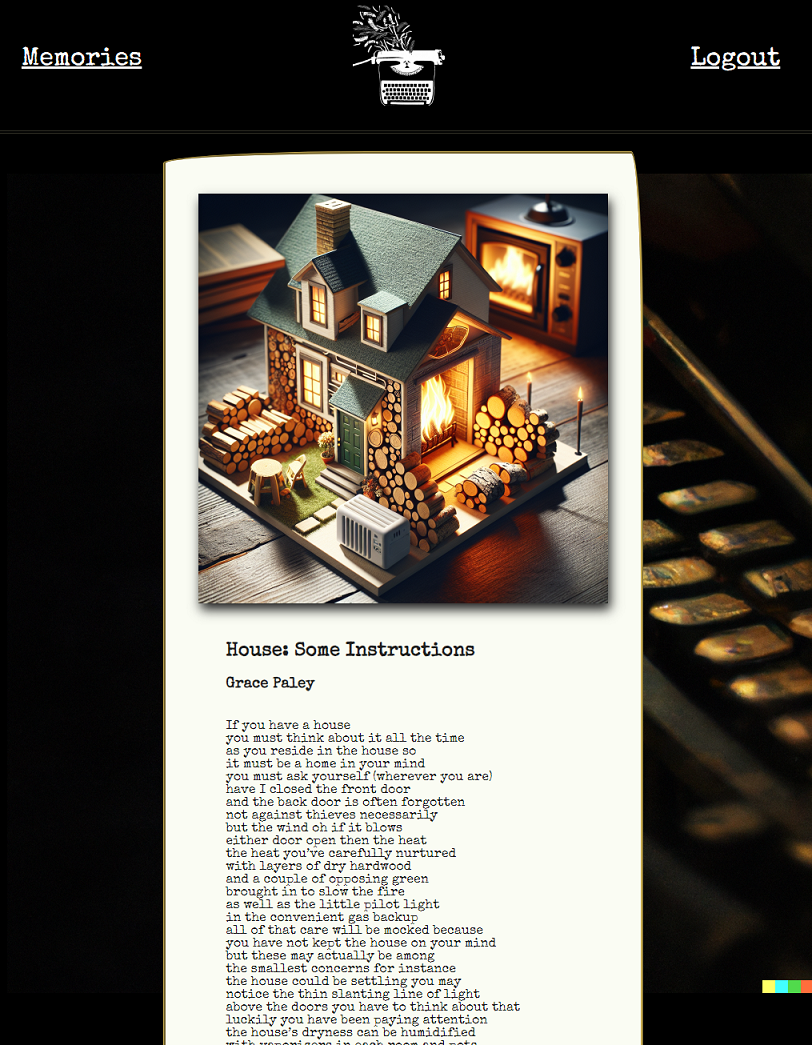 Memories
Logout
House: Some Instructions
Grace Paley
If you have a house
you must think about it all the time
as you reside in the house so
it must be a home in your mind
you must ask yourself (wherever you are)
have I closed the front door
and the back door is often forgotten
not against thieves necessarily
but the wind oh if it blows
either door open then the heat
the heat you've carefully nurtured
with layers of dry hardwood
and a couple of opposing green
brought in to slow the fire
as well as the little pilot light
in the convenient gas backup
all of that care will be mocked because
you have not kept the house on your mind
but these may actually be among
the smallest concerns for instance
the house could be settling you may
notice the thin slanting line of light
above the doors you have to think about that
luckily you have been paying attention
the house's dryness can be humidified
with vaporizers in each room and pots